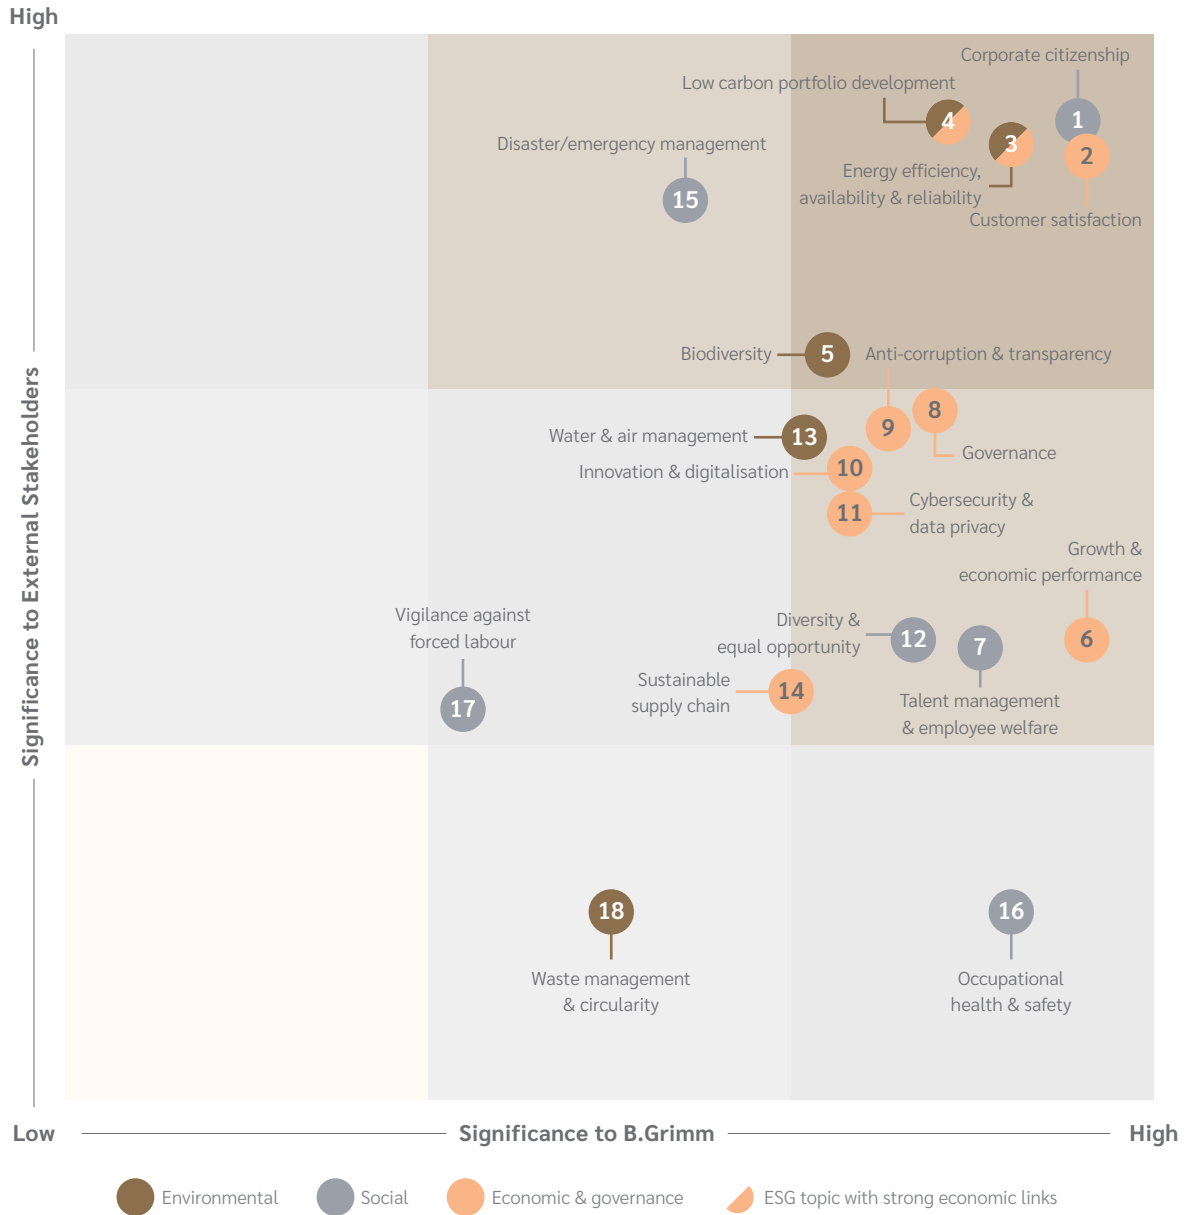 High
Corporate citizenship
Low carbon portfolio development
4
1
3
2
Disaster/emergency management
Energy efficiency,
availability & reliability
15
Customer satisfaction
Biodiversity
5
Anti-corruption & transparency
8
9
Water & air management
13
Governance
Innovation & digitalisation
10
Cybersecurity &
data privacy
11
Growth &
economic performance
Significance to External Stakeholders
Vigilance against
forced labour
Diversity &
equal opportunity
12
7
6
Sustainable
supply chain
14
17
Talent management
& employee welfare
18
16
Waste management
& circularity
Occupational
health & safety
Low
Significance to B.Grimm
High
Environmental
Social
Economic & governance
ESG topic with strong economic links